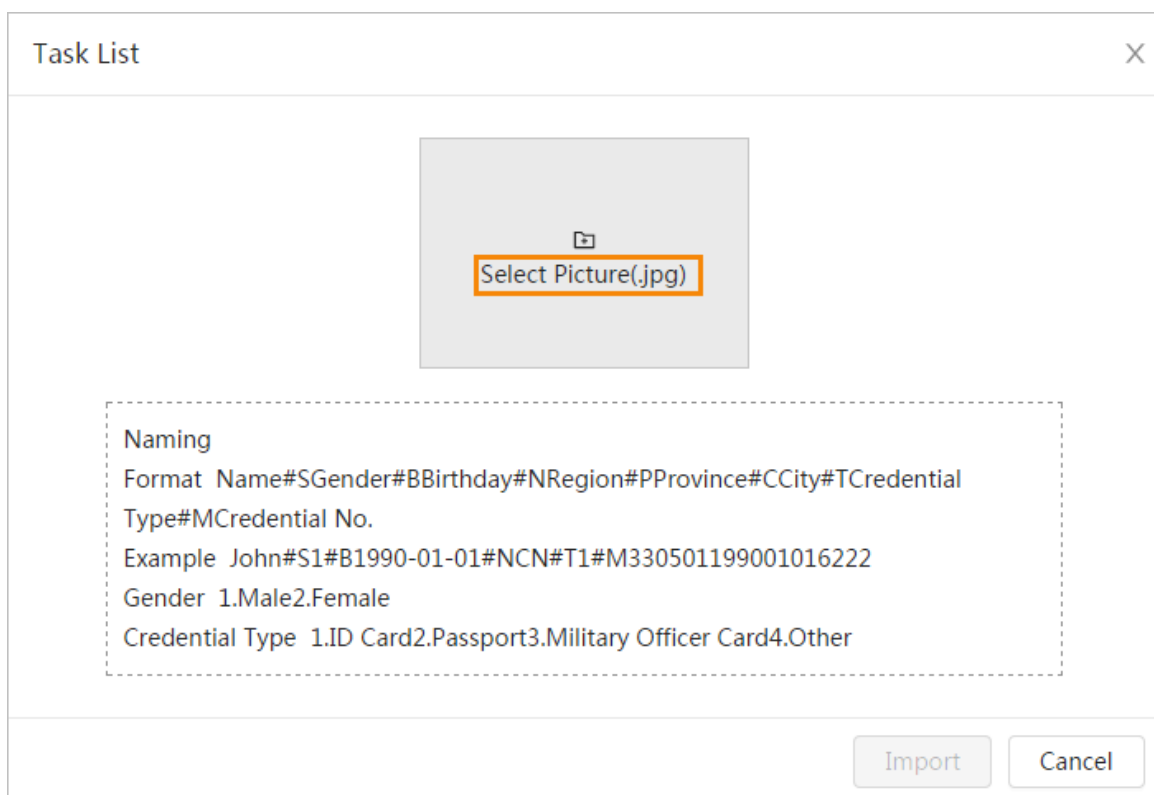 Task List
X
Select Picture(.jpg)
Naming
Format  Name#SGender#BBirthday#NRegion#PProvince#CCity#TCredential
Type#MCredential No.
Example  John#S1#B1990-01-01#NCN#T1#M330501199001016222
Gender  1.Male2.Female
Credential Type  1.ID Card2.Passport3.Military Officer Card4.Other
Import
Cancel